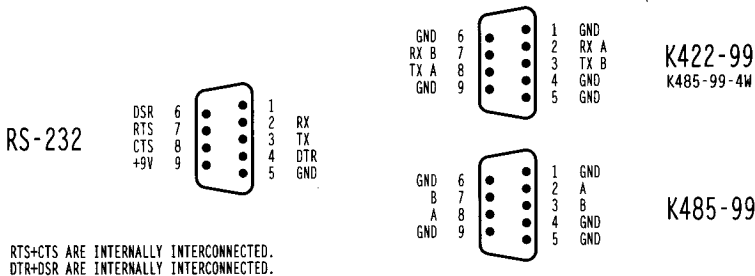 RS-232
DSR 6
RTS 7
CTS 8
+9V 9
1
2 RX
3 TX
4 DTR
5 GND
RTS+CTS ARE INTERNALLY INTERCONNECTED.
DTR+DSR ARE INTERNALLY INTERCONNECTED.
GND 6
RX B 7
TX A 8
GND 9
1 GND
2 RX A
3 TX B
4 GND
5 GND
K422-99
K485-99-4W
GND 6
B 7
A 8
GND 9
1 GND
2 A
3 B
4 GND
5 GND
K485-99